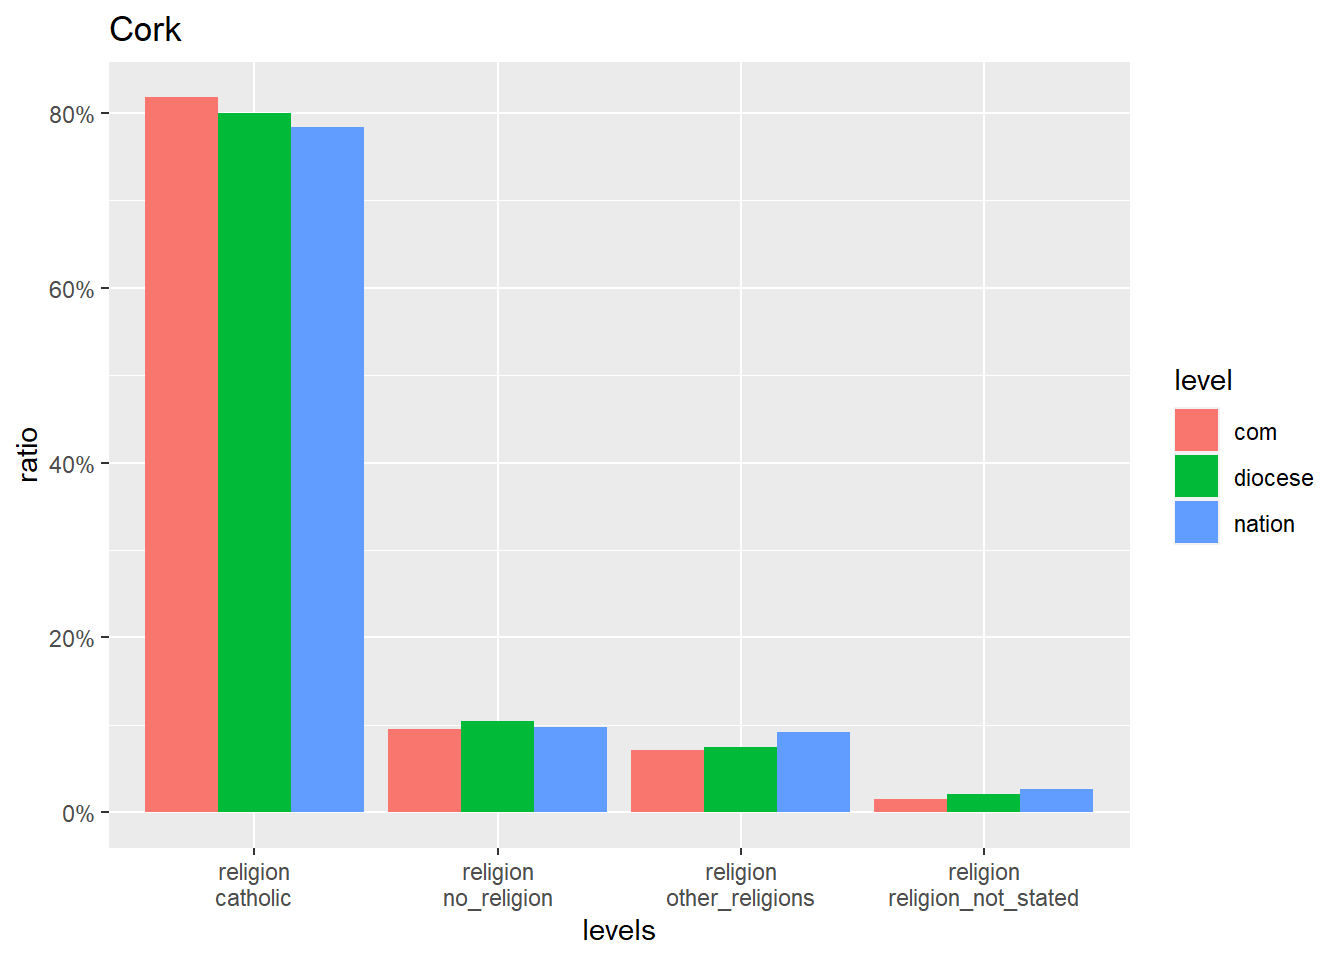 Cork
80%
60%
40%
20%
0%
ratio
religion
catholic
religion
no_religion
religion
other_religions
religion
religion_not_stated
levels
level
com
diocese
nation